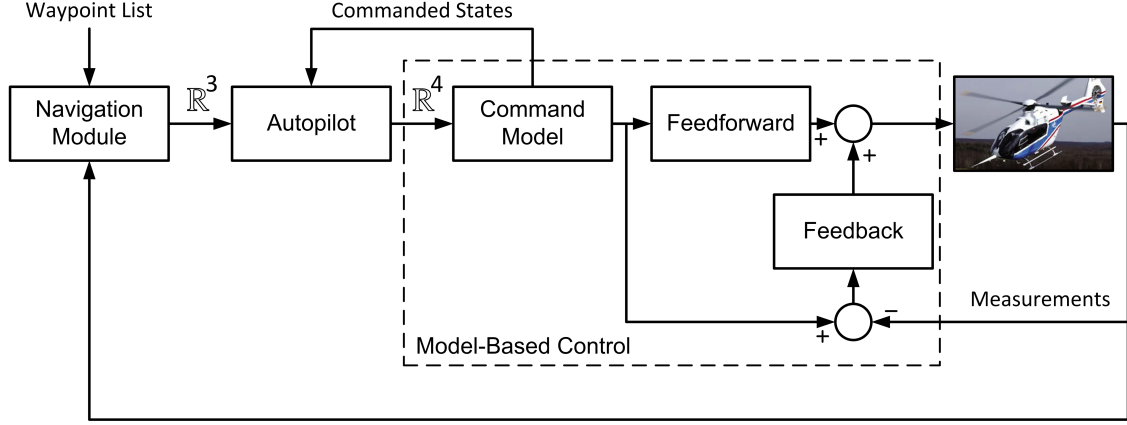 Waypoint List
Commanded States
Navigation
Module
ℝ³
Autopilot
ℝ⁴
Command
Model
Feedforward
+
+
Feedback
Measurements
−
+
Model-Based Control